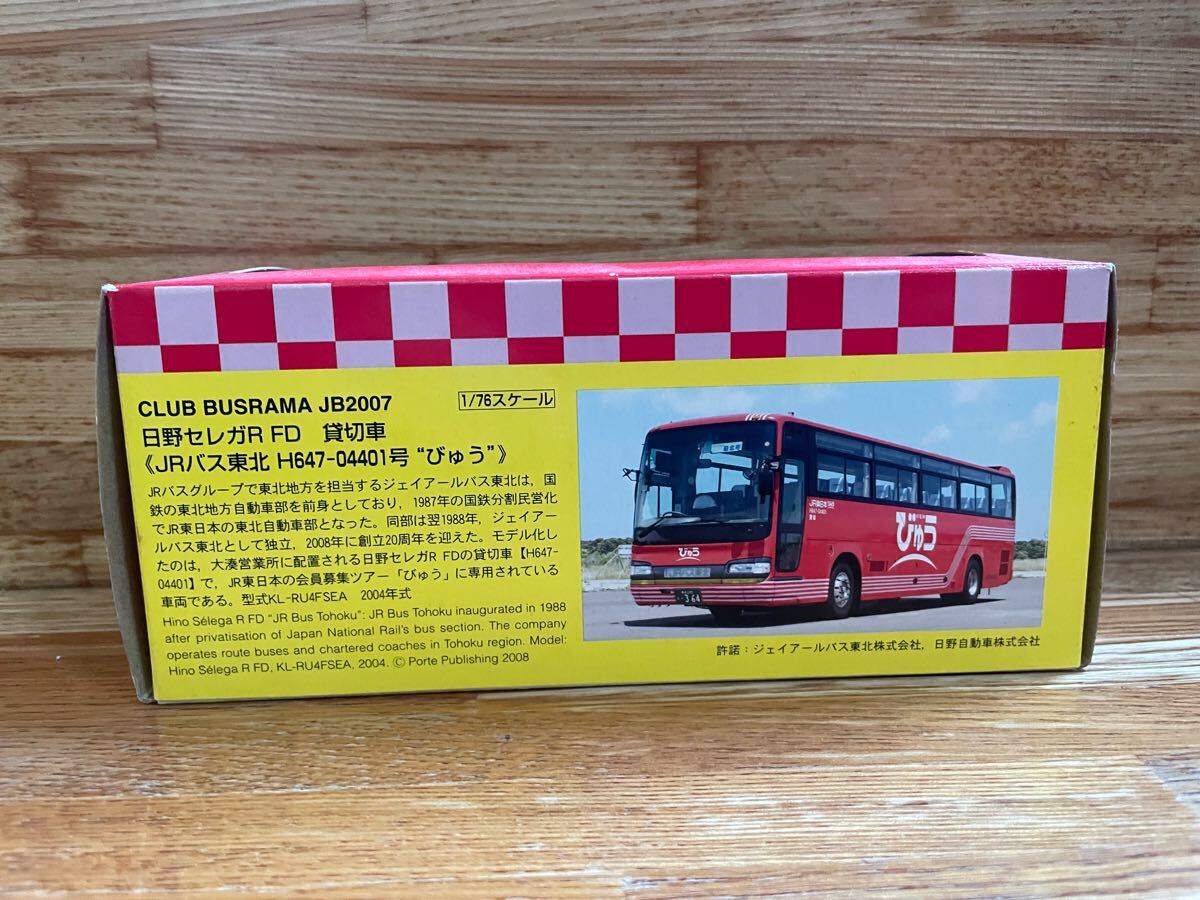 CLUB BUSRAMA JB2007
1/76スケール
日野セレガR FD 貸切車
《JRバス東北 H647-04401号 “びゅう”》
JRバスグループで東北地方を担当するジェイアールバス東北は，国
鉄の東北地方自動車部を前身としており，1987年の国鉄分割民営化
でJR東日本の東北自動車部となった。同部は翌1988年，ジェイアー
ルバス東北として独立，2008年に創立20周年を迎えた。モデル化し
たのは，大湊営業所に配置される日野セレガR FDの貸切車【H647-
04401】で，JR東日本の会員募集ツアー「びゅう」に専用されている
車両である。型式KL-RU4FSEA 2004年式
Hino Sélega R FD “JR Bus Tohoku”: JR Bus Tohoku inaugurated in 1988
after privatisation of Japan National Rail's bus section. The company
operates route buses and chartered coaches in Tohoku region. Model:
Hino Sélega R FD, KL-RU4FSEA, 2004. © Porte Publishing 2008
びゅう
びゅう
H647-04401
・364
許諾：ジェイアールバス東北株式会社，日野自動車株式会社